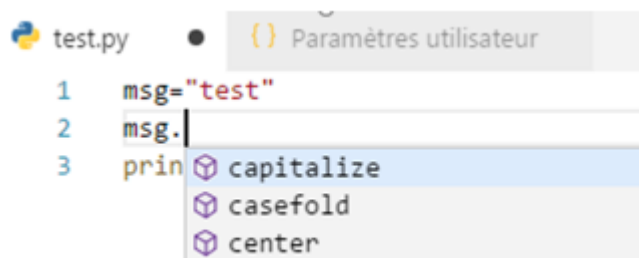 test.py {} Paramètres utilisateur
1 msg="test"
2 msg.
3 prin
capitalize
casefold
center